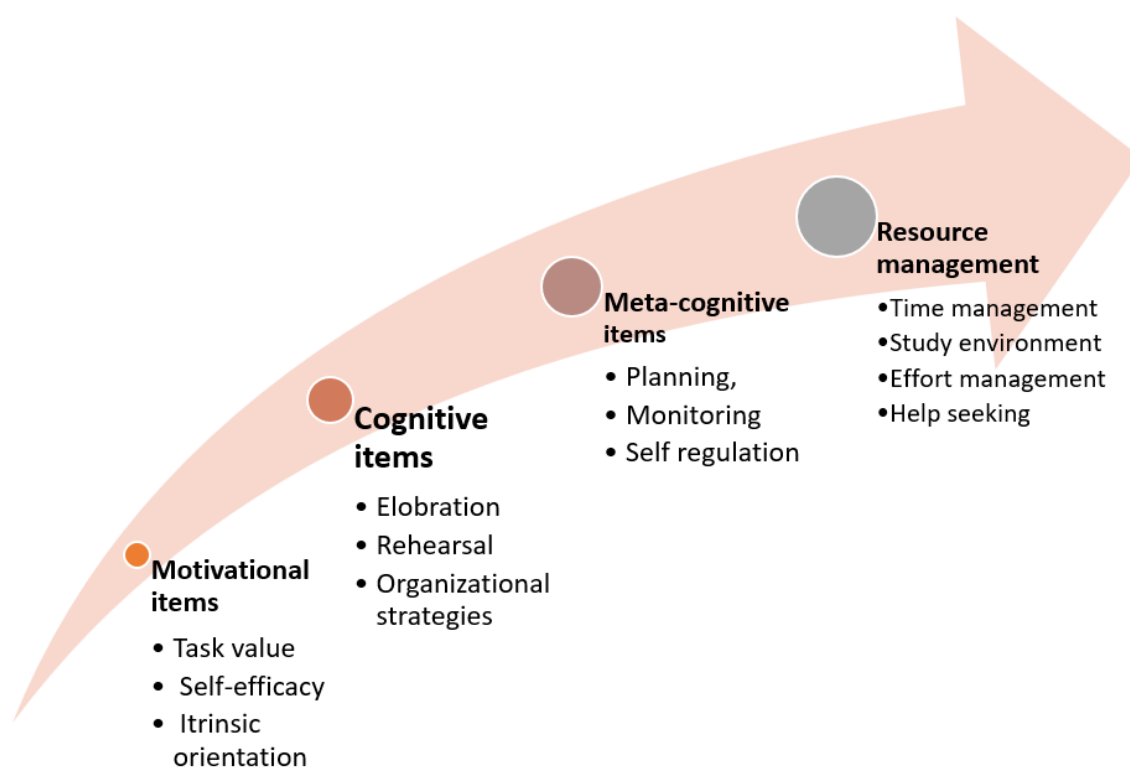 Motivational
items
• Task value
• Self-efficacy
• Itrinsic
orientation
Cognitive
items
• Elobration
• Rehearsal
• Organizational
strategies
Meta-cognitive
items
• Planning,
• Monitoring
• Self regulation
Resource
management
•Time management
•Study environment
•Effort management
•Help seeking